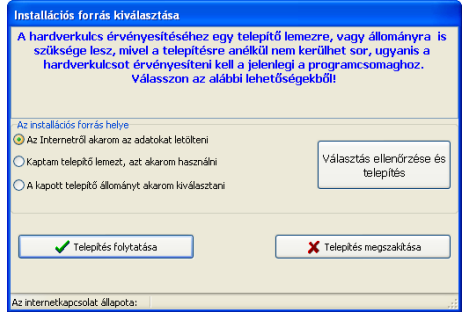 Installációs forrás kiválasztása
A hardverkulcs érvényesítéséhez egy telepítő lemezre, vagy állományra is
szüksége lesz, mivel a telepítésre anélkül nem kerülhet sor, ugyanis a
hardverkulcsot érvényesíteni kell a jelenlegi a programcsomaghoz.
Válasszon az alábbi lehetőségekből!
Az installációs forrás helye
Az Internetről akarom az adatokat letölteni
Kaptam telepítő lemezt, azt akarom használni
A kapott telepítő állományt akarom kiválasztani
Választás ellenőrzése és
telepítés
Telepítés folytatása
Telepítés megszakítása
Az internetkapcsolat állapota: